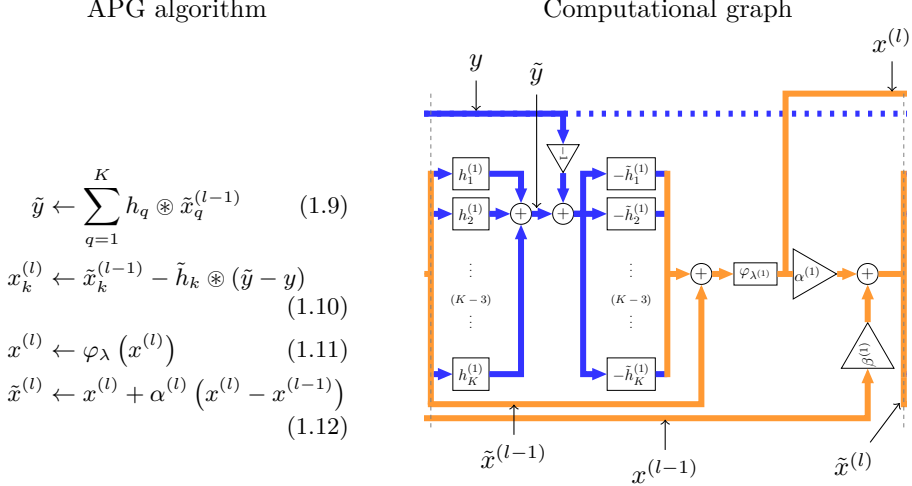 APG algorithm
ỹ ← ∑_{q=1}^{K} h_q ⊛ x̃_q^{(l−1)} (1.9)
x_k^{(l)} ← x̃_k^{(l−1)} − h̃_k ⊛ (ỹ − y)
(1.10)
x^{(l)} ← φ_λ (x^{(l)}) (1.11)
x̃^{(l)} ← x^{(l)} + α^{(l)} (x^{(l)} − x^{(l−1)})
(1.12)
Computational graph
x^{(l)}
y
ỹ
−1
h_1^{(1)}
−h̃_1^{(1)}
h_2^{(1)}
+
+
−h̃_2^{(1)}
⋮
(K − 3)
⋮
⋮
(K − 3)
⋮
+
φ_{λ^{(1)}}
α^{(1)}
+
β^{(1)}
h_K^{(1)}
−h̃_K^{(1)}
x̃^{(l−1)}
x^{(l−1)}
x̃^{(l)}